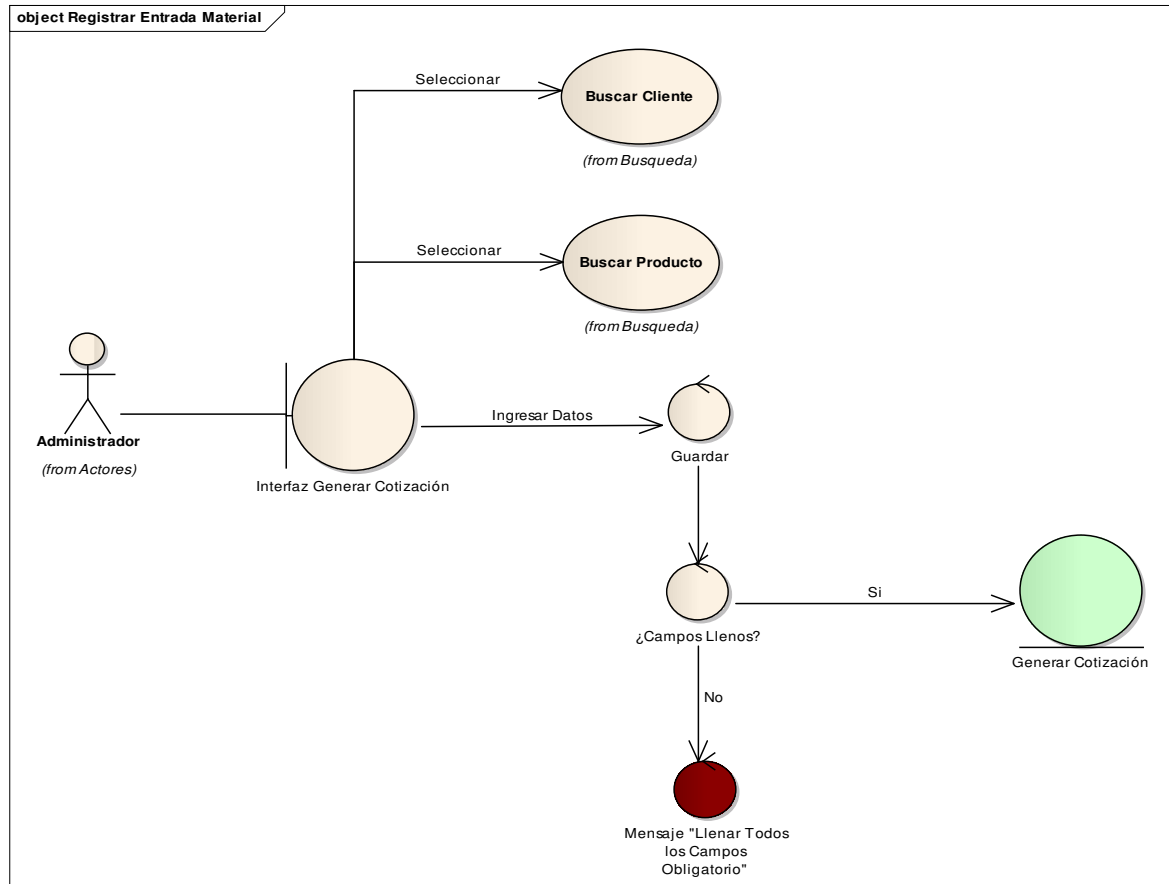 object Registrar Entrada Material
Seleccionar
Buscar Cliente
(from Busqueda)
Seleccionar
Buscar Producto
(from Busqueda)
Administrador
(from Actores)
Interfaz Generar Cotización
Ingresar Datos
Guardar
¿Campos Llenos?
Si
Generar Cotización
No
Mensaje "Llenar Todos
los Campos
Obligatorio"